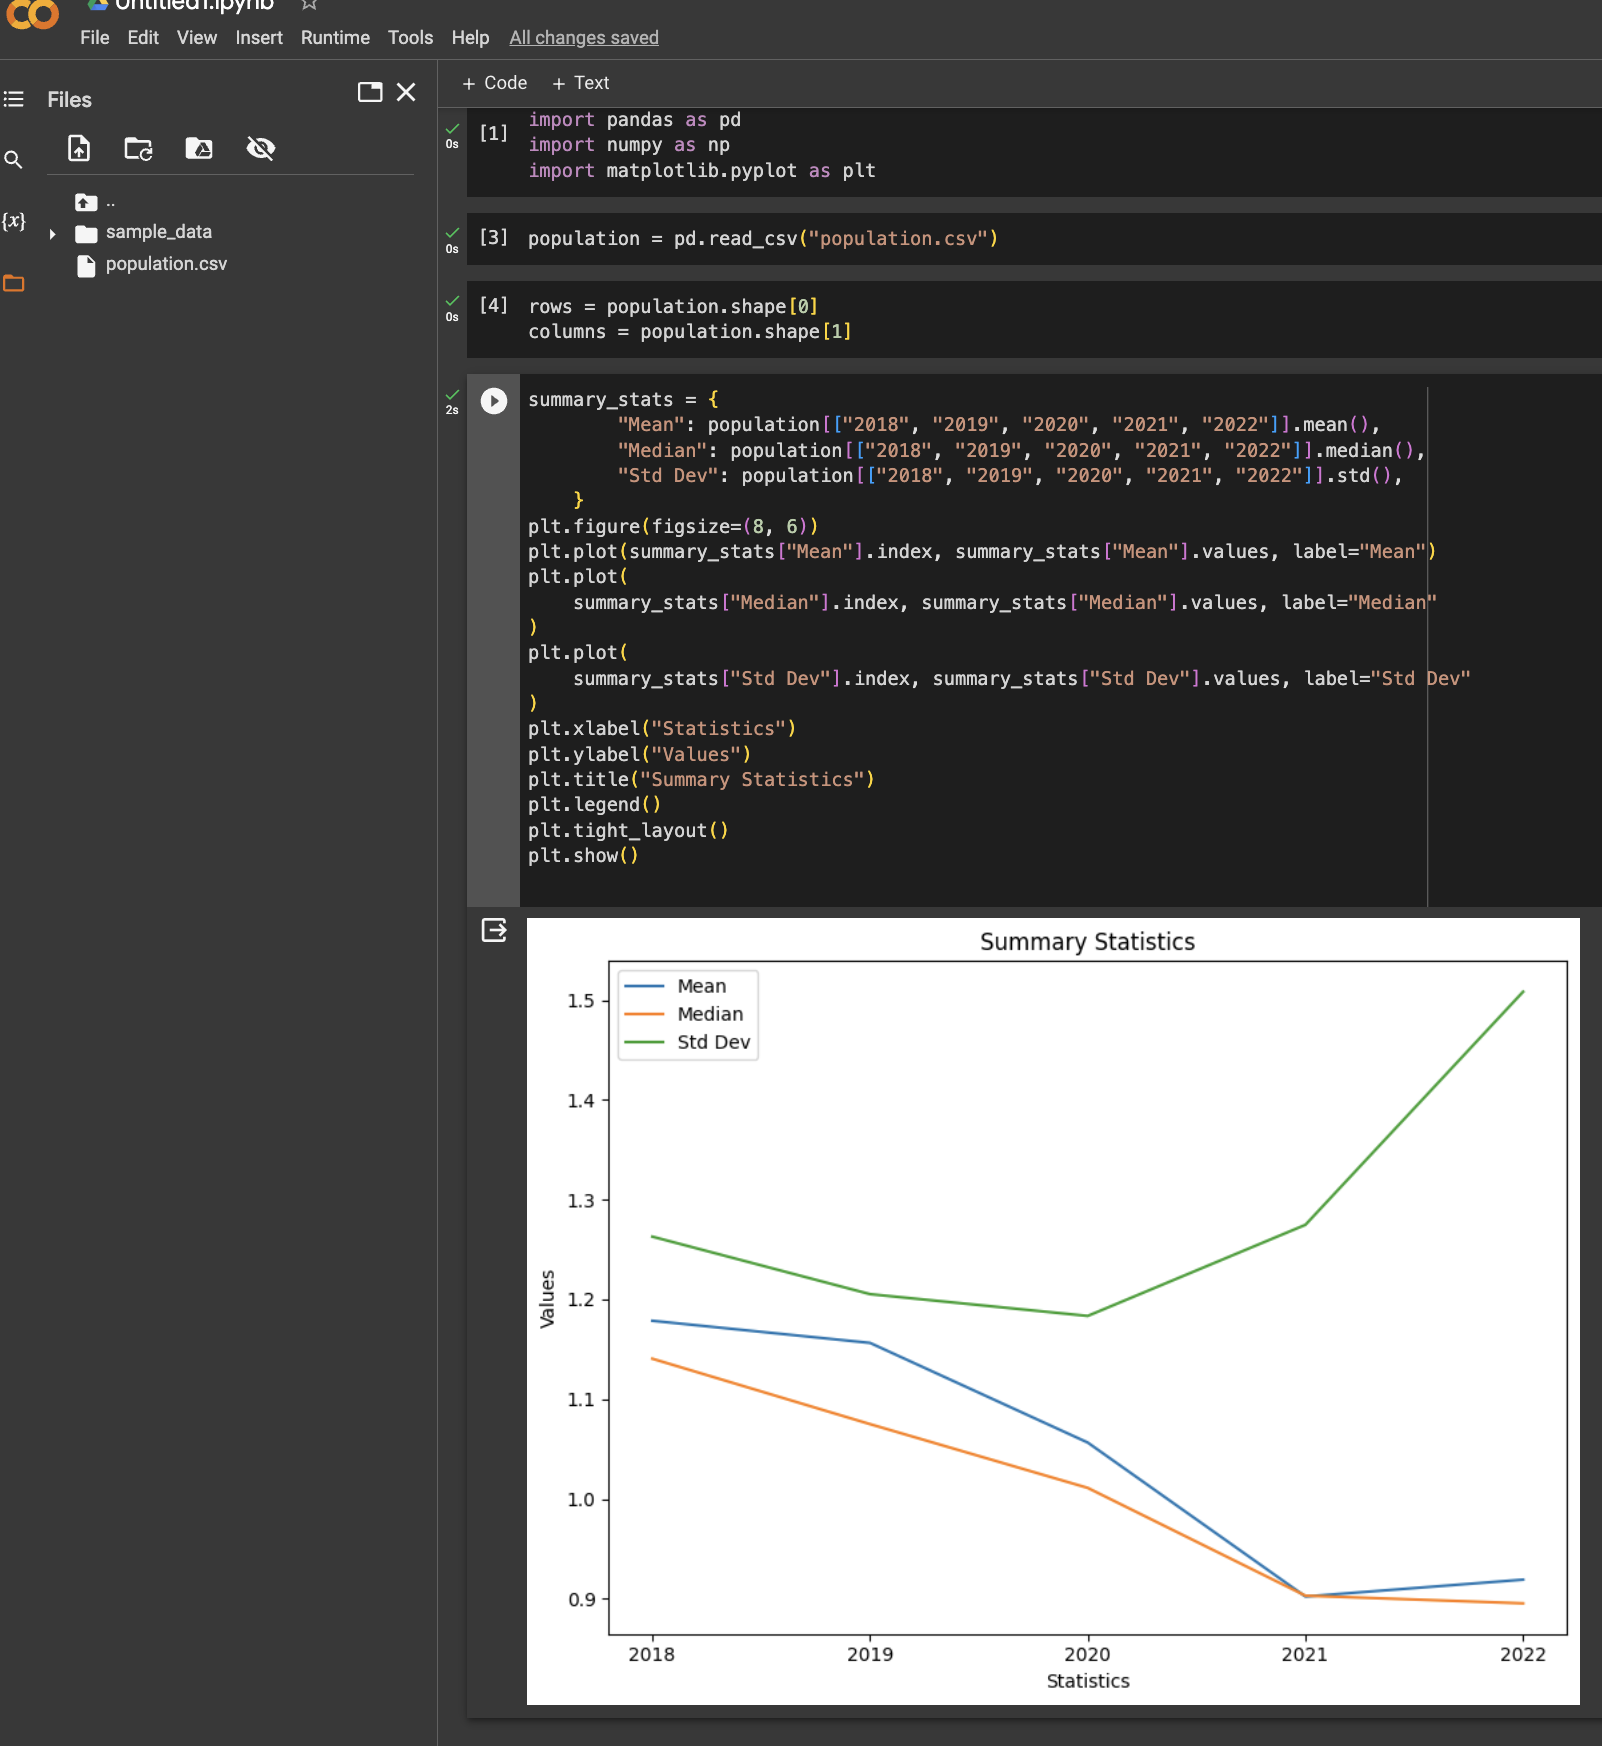 Untitled1.ipynb
File Edit View Insert Runtime Tools Help All changes saved
Files
..
sample_data
population.csv
{x}
+ Code + Text
0s
[1]
import pandas as pd
import numpy as np
import matplotlib.pyplot as plt
0s
[3] population = pd.read_csv("population.csv")
0s
[4] rows = population.shape[0]
columns = population.shape[1]
2s
summary_stats = {
"Mean": population[["2018", "2019", "2020", "2021", "2022"]].mean(),
"Median": population[["2018", "2019", "2020", "2021", "2022"]].median(),
"Std Dev": population[["2018", "2019", "2020", "2021", "2022"]].std(),
}
plt.figure(figsize=(8, 6))
plt.plot(summary_stats["Mean"].index, summary_stats["Mean"].values, label="Mean")
plt.plot(
summary_stats["Median"].index, summary_stats["Median"].values, label="Median"
)
plt.plot(
summary_stats["Std Dev"].index, summary_stats["Std Dev"].values, label="Std Dev"
)
plt.xlabel("Statistics")
plt.ylabel("Values")
plt.title("Summary Statistics")
plt.legend()
plt.tight_layout()
plt.show()
Summary Statistics
Mean
Median
Std Dev
1.5
1.4
1.3
1.2
1.1
1.0
0.9
Values
2018 2019 2020 2021 2022
Statistics